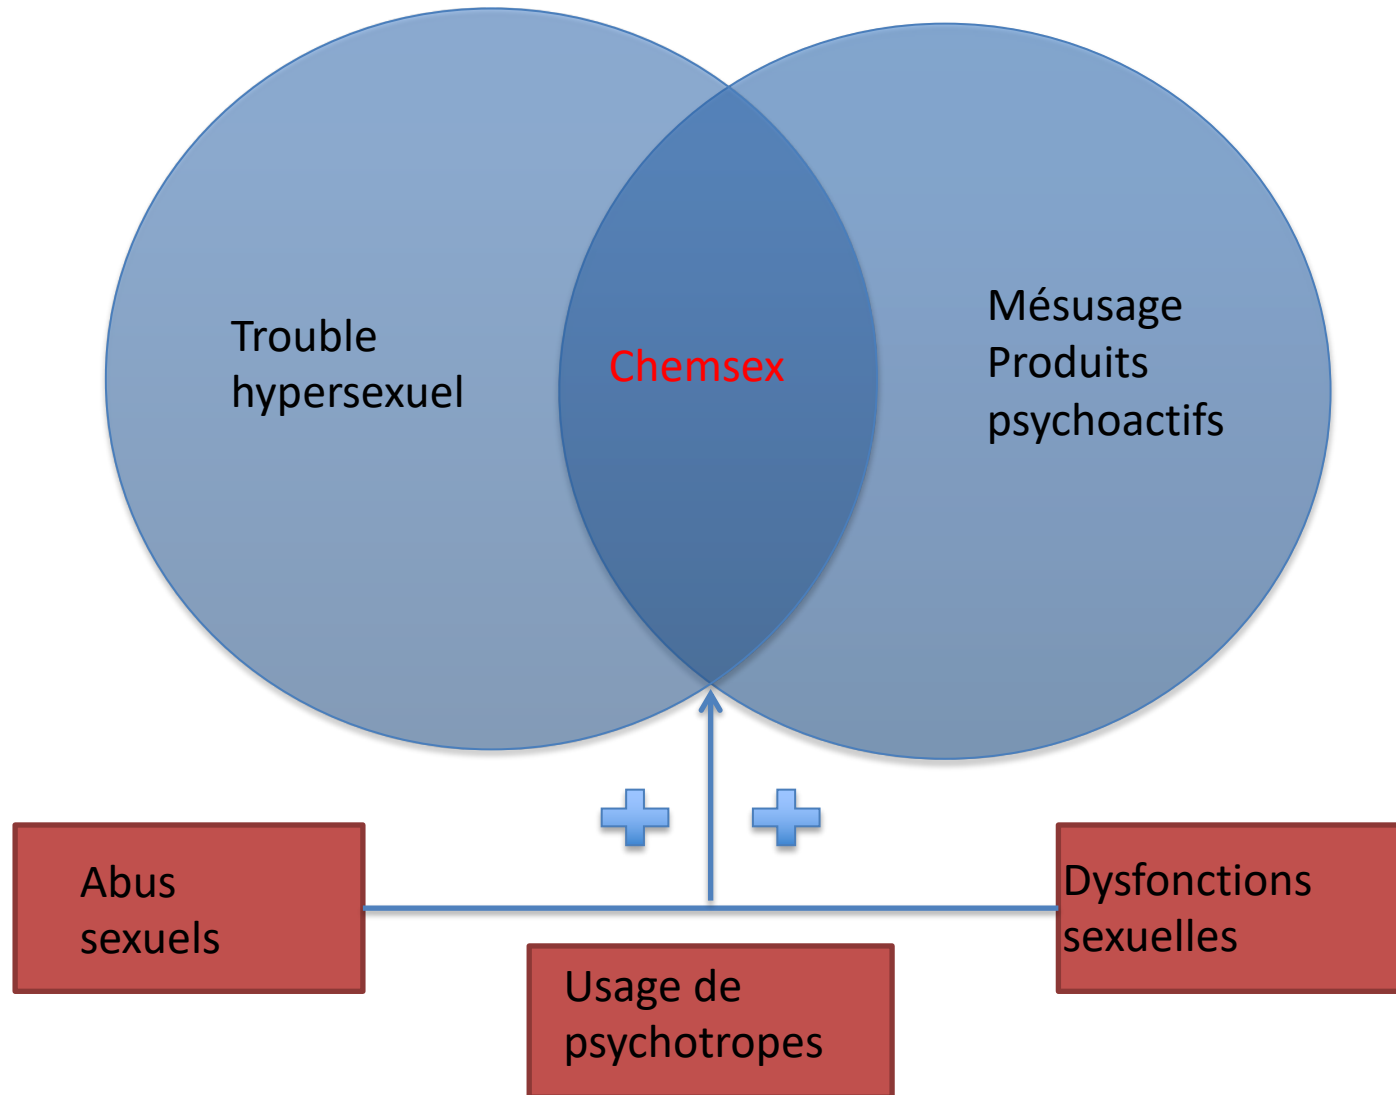 Trouble
hypersexuel
Chemsex
Mésusage
Produits
psychoactifs
Abus
sexuels
Usage de
psychotropes
Dysfonctions
sexuelles